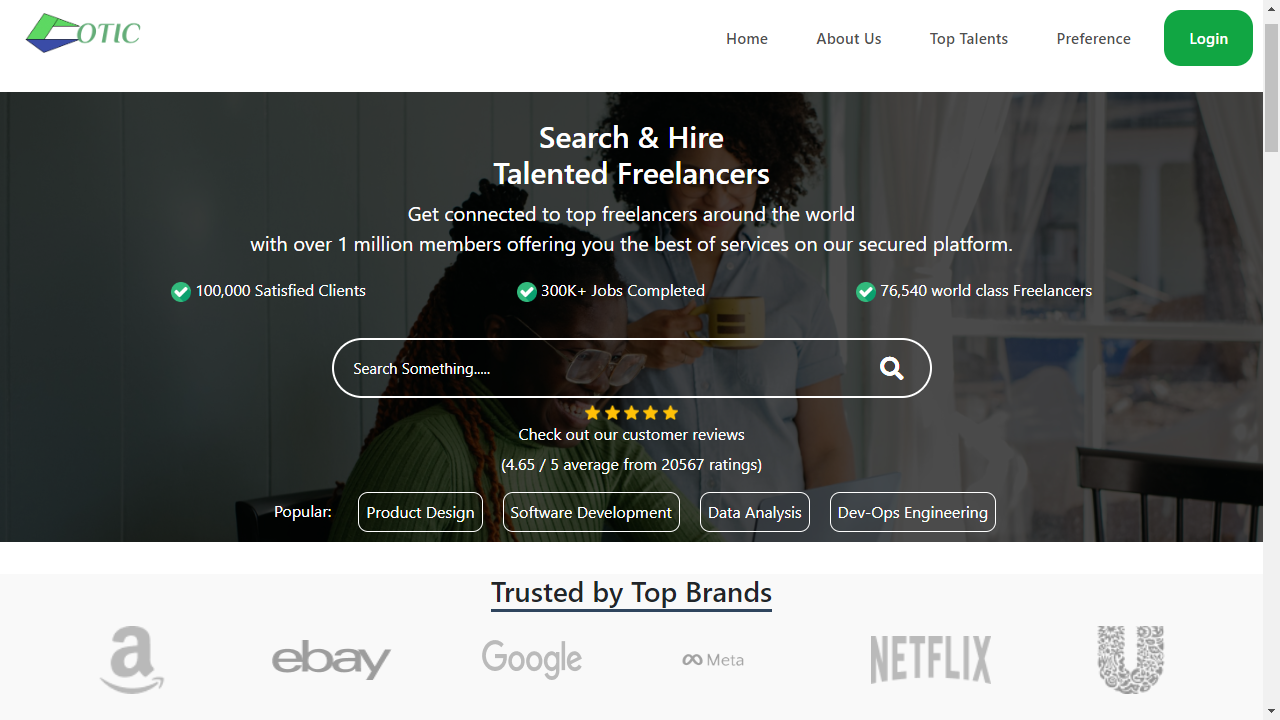 OTIC
Home
About Us
Top Talents
Preference
Login
Search & Hire
Talented Freelancers
Get connected to top freelancers around the world
with over 1 million members offering you the best of services on our secured platform.
100,000 Satisfied Clients
300K+ Jobs Completed
76,540 world class Freelancers
Search Something.....
Check out our customer reviews
(4.65 / 5 average from 20567 ratings)
Popular:
Product Design
Software Development
Data Analysis
Dev-Ops Engineering
Trusted by Top Brands
a
ebay
Google
Meta
NETFLIX
U